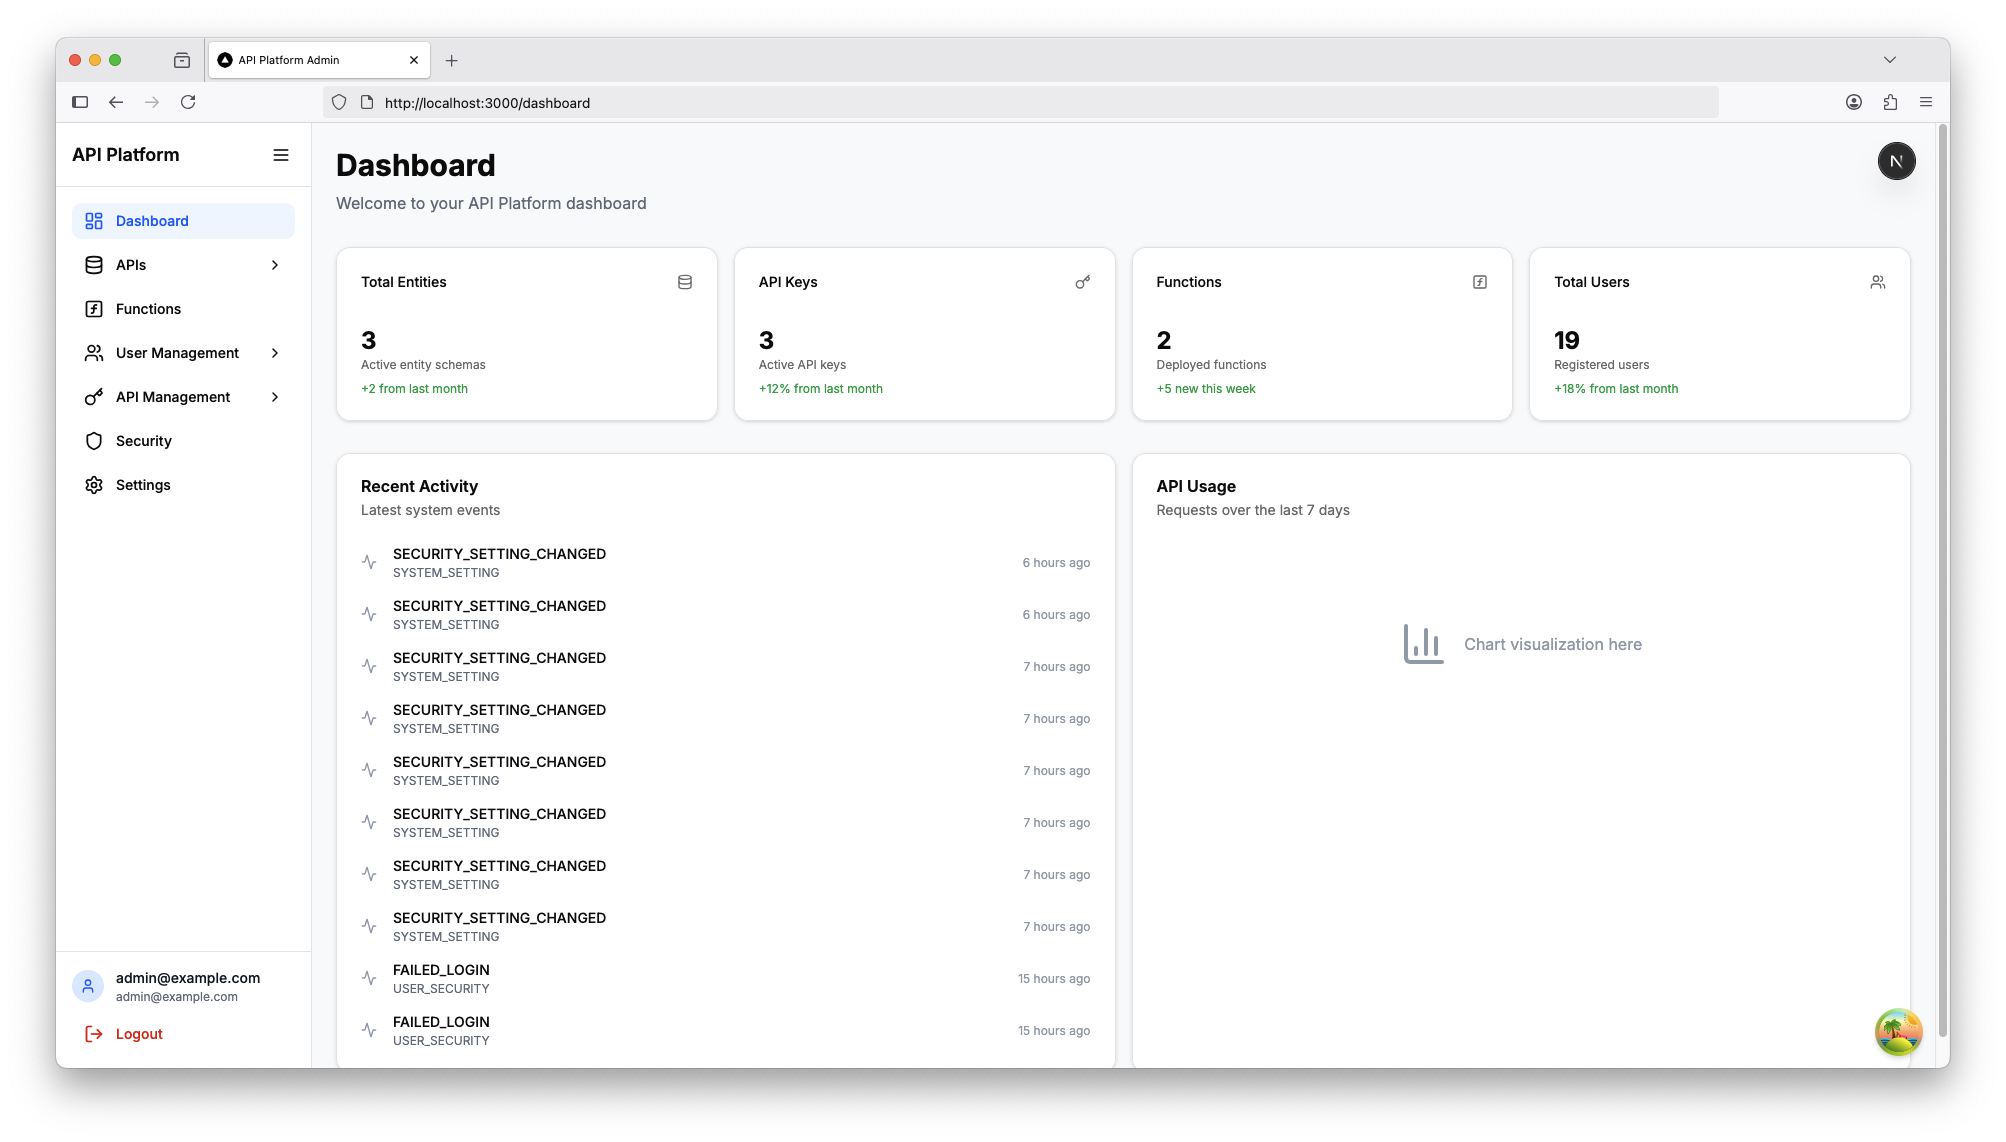 API Platform Admin
http://localhost:3000/dashboard
API Platform
Dashboard
APIs
Functions
User Management
API Management
Security
Settings
admin@example.com
admin@example.com
Logout
Dashboard
Welcome to your API Platform dashboard
N
Total Entities
3
Active entity schemas
+2 from last month
API Keys
3
Active API keys
+12% from last month
Functions
2
Deployed functions
+5 new this week
Total Users
19
Registered users
+18% from last month
Recent Activity
Latest system events
SECURITY_SETTING_CHANGED
SYSTEM_SETTING
6 hours ago
SECURITY_SETTING_CHANGED
SYSTEM_SETTING
6 hours ago
SECURITY_SETTING_CHANGED
SYSTEM_SETTING
7 hours ago
SECURITY_SETTING_CHANGED
SYSTEM_SETTING
7 hours ago
SECURITY_SETTING_CHANGED
SYSTEM_SETTING
7 hours ago
SECURITY_SETTING_CHANGED
SYSTEM_SETTING
7 hours ago
SECURITY_SETTING_CHANGED
SYSTEM_SETTING
7 hours ago
SECURITY_SETTING_CHANGED
SYSTEM_SETTING
7 hours ago
FAILED_LOGIN
USER_SECURITY
15 hours ago
FAILED_LOGIN
USER_SECURITY
15 hours ago
API Usage
Requests over the last 7 days
Chart visualization here